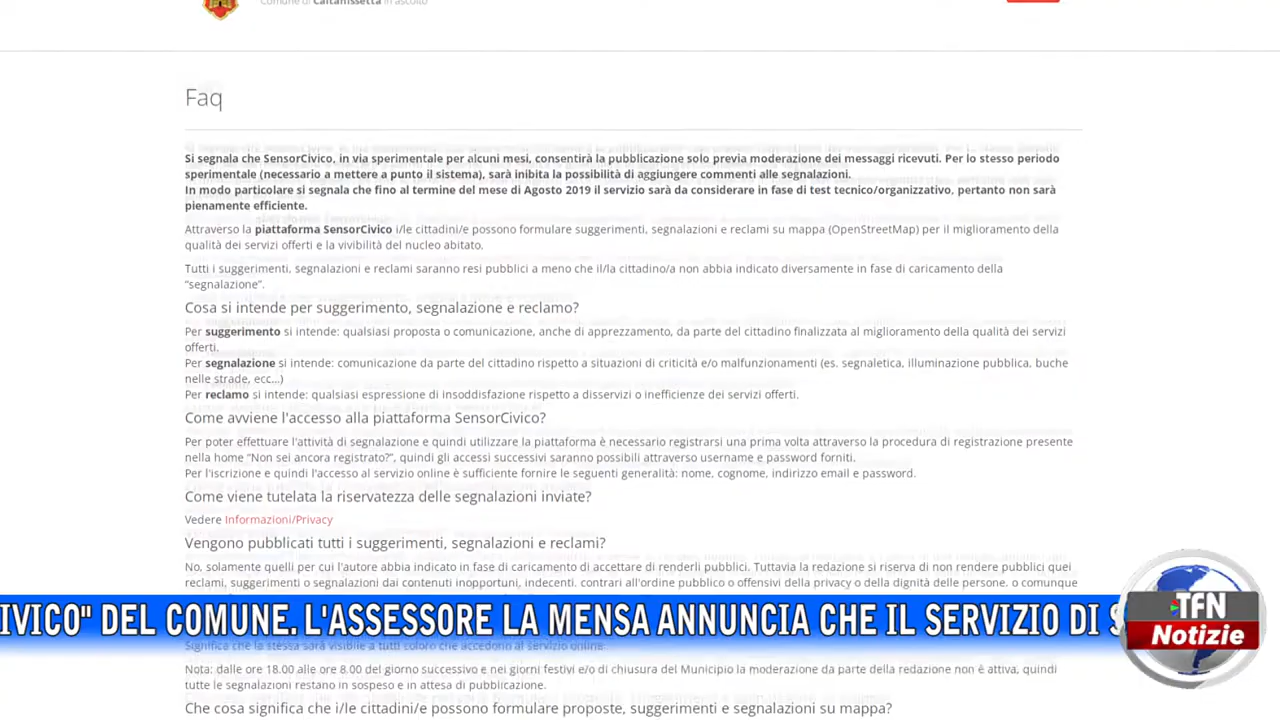 Comune di Caltanissetta in ascolto
Faq
Si segnala che SensorCivico, in via sperimentale per alcuni mesi, consentirà la pubblicazione solo previa moderazione dei messaggi ricevuti. Per lo stesso periodo
sperimentale (necessario a mettere a punto il sistema), sarà inibita la possibilità di aggiungere commenti alle segnalazioni.
In modo particolare si segnala che fino al termine del mese di Agosto 2019 il servizio sarà da considerare in fase di test tecnico/organizzativo, pertanto non sarà
pienamente efficiente.
Attraverso la piattaforma SensorCivico i/le cittadini/e possono formulare suggerimenti, segnalazioni e reclami su mappa (OpenStreetMap) per il miglioramento della
qualità dei servizi offerti e la vivibilità del nucleo abitato.
Tutti i suggerimenti, segnalazioni e reclami saranno resi pubblici a meno che il/la cittadino/a non abbia indicato diversamente in fase di caricamento della
"segnalazione".
Cosa si intende per suggerimento, segnalazione e reclamo?
Per suggerimento si intende: qualsiasi proposta o comunicazione, anche di apprezzamento, da parte del cittadino finalizzata al miglioramento della qualità dei servizi
offerti.
Per segnalazione si intende: comunicazione da parte del cittadino rispetto a situazioni di criticità e/o malfunzionamenti (es. segnaletica, illuminazione pubblica, buche
nelle strade, ecc...)
Per reclamo si intende: qualsiasi espressione di insoddisfazione rispetto a disservizi o inefficienze dei servizi offerti.
Come avviene l'accesso alla piattaforma SensorCivico?
Per poter effettuare l'attività di segnalazione e quindi utilizzare la piattaforma è necessario registrarsi una prima volta attraverso la procedura di registrazione presente
nella home "Non sei ancora registrato?", quindi gli accessi successivi saranno possibili attraverso username e password forniti.
Per l'iscrizione e quindi l'accesso al servizio online è sufficiente fornire le seguenti generalità: nome, cognome, indirizzo email e password.
Come viene tutelata la riservatezza delle segnalazioni inviate?
Vedere Informazioni/Privacy
Vengono pubblicati tutti i suggerimenti, segnalazioni e reclami?
No, solamente quelli per cui l'autore abbia indicato in fase di caricamento di accettare di renderli pubblici. Tuttavia la redazione si riserva di non rendere pubblici quei
reclami, suggerimenti o segnalazioni dai contenuti inopportuni, indecenti, contrari all'ordine pubblico o offensivi della privacy o della dignità delle persone, o comunque
IVICO" DEL COMUNE. L'ASSESSORE LA MENSA ANNUNCIA CHE IL SERVIZIO DI
TFN
Notizie
Significa che la stessa sarà visibile a tutti coloro che accedono al servizio online.
Nota: dalle ore 18.00 alle ore 8.00 del giorno successivo e nei giorni festivi e/o di chiusura del Municipio la moderazione da parte della redazione non è attiva, quindi
tutte le segnalazioni restano in sospeso e in attesa di pubblicazione.
Che cosa significa che i/le cittadini/e possono formulare proposte, suggerimenti e segnalazioni su mappa?